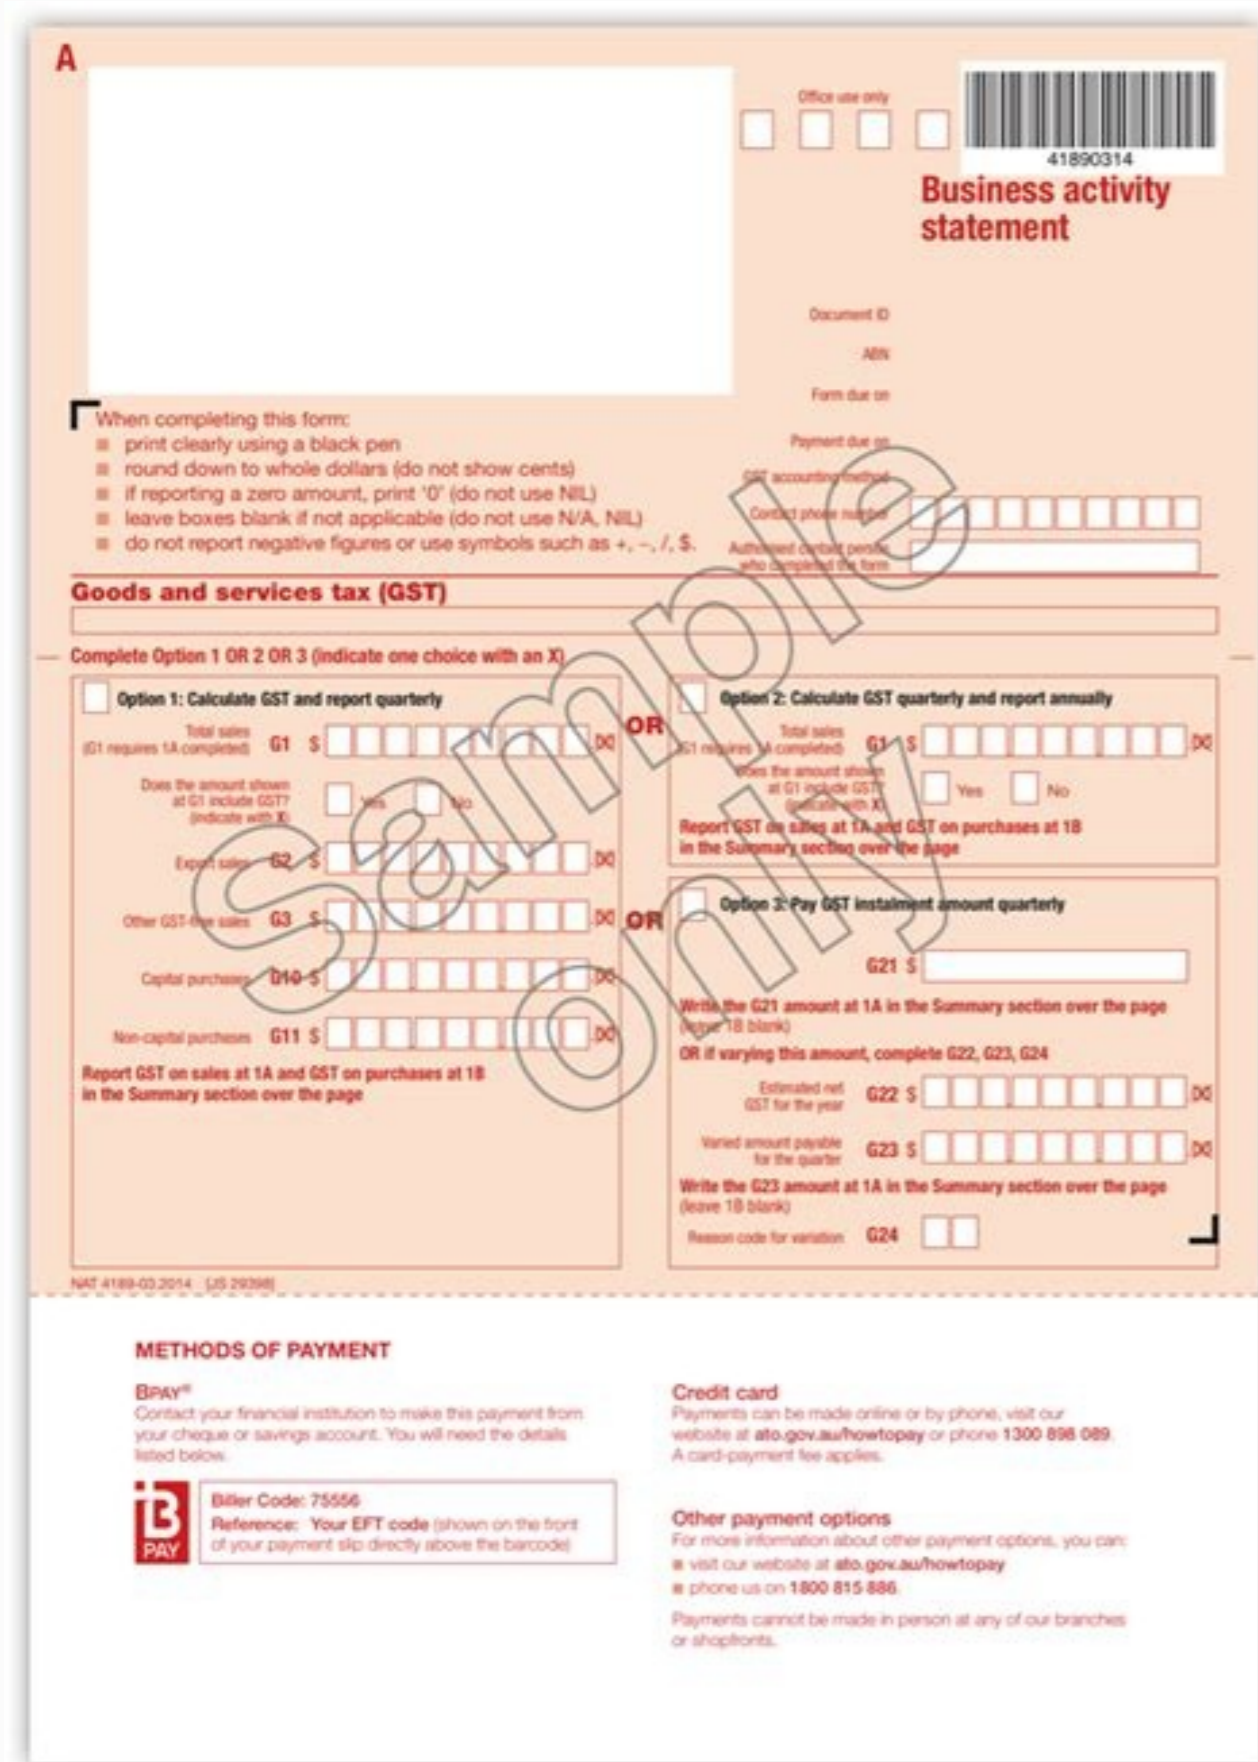 A
Office use only
41890314
Business activity
statement
Document ID
ABN
Form due on
Payment due on
GST accounting method
Contact phone number
Authorised contact person
who completed this form
When completing this form:
■ print clearly using a black pen
■ round down to whole dollars (do not show cents)
■ if reporting a zero amount, print '0' (do not use NIL)
■ leave boxes blank if not applicable (do not use N/A, NIL)
■ do not report negative figures or use symbols such as +, –, /, $.
Goods and services tax (GST)
Complete Option 1 OR 2 OR 3 (indicate one choice with an X)
Option 1: Calculate GST and report quarterly
Total sales
(G1 requires 1A completed) G1 $ .00
Does the amount shown
at G1 include GST?
(indicate with X)
Yes No
Export sales G2 $ .00
Other GST-free sales G3 $ .00
Capital purchases G10 $ .00
Non-capital purchases G11 $ .00
Report GST on sales at 1A and GST on purchases at 1B
in the Summary section over the page
OR
Option 2: Calculate GST quarterly and report annually
Total sales
(G1 requires 1A completed) G1 $ .00
Does the amount shown
at G1 include GST?
(indicate with X)
Yes No
Report GST on sales at 1A and GST on purchases at 1B
in the Summary section over the page
OR
Option 3: Pay GST instalment amount quarterly
G21 $
Write the G21 amount at 1A in the Summary section over the page
(leave 1B blank)
OR if varying this amount, complete G22, G23, G24
Estimated net
GST for the year G22 $ .00
Varied amount payable
for the quarter G23 $ .00
Write the G23 amount at 1A in the Summary section over the page
(leave 1B blank)
Reason code for variation G24
Sample
only
NAT 4189-03.2014 [JS 29398]
METHODS OF PAYMENT
BPAY®
Contact your financial institution to make this payment from
your cheque or savings account. You will need the details
listed below.
B
PAY
Biller Code: 75556
Reference: Your EFT code (shown on the front
of your payment slip directly above the barcode)
Credit card
Payments can be made online or by phone, visit our
website at ato.gov.au/howtopay or phone 1300 898 089.
A card-payment fee applies.
Other payment options
For more information about other payment options, you can:
■ visit our website at ato.gov.au/howtopay
■ phone us on 1800 815 886.
Payments cannot be made in person at any of our branches
or shopfronts.